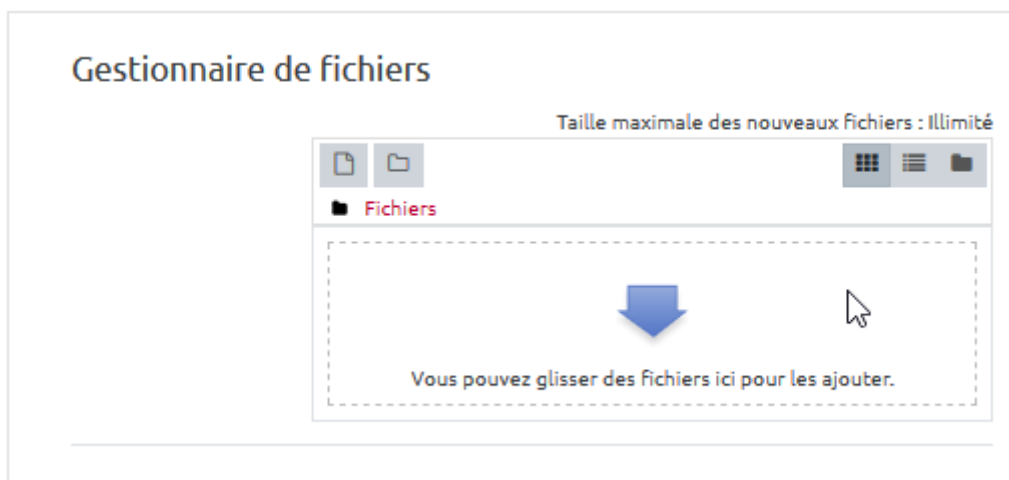 Gestionnaire de fichiers
Taille maximale des nouveaux fichiers : Illimité
Fichiers
Vous pouvez glisser des fichiers ici pour les ajouter.